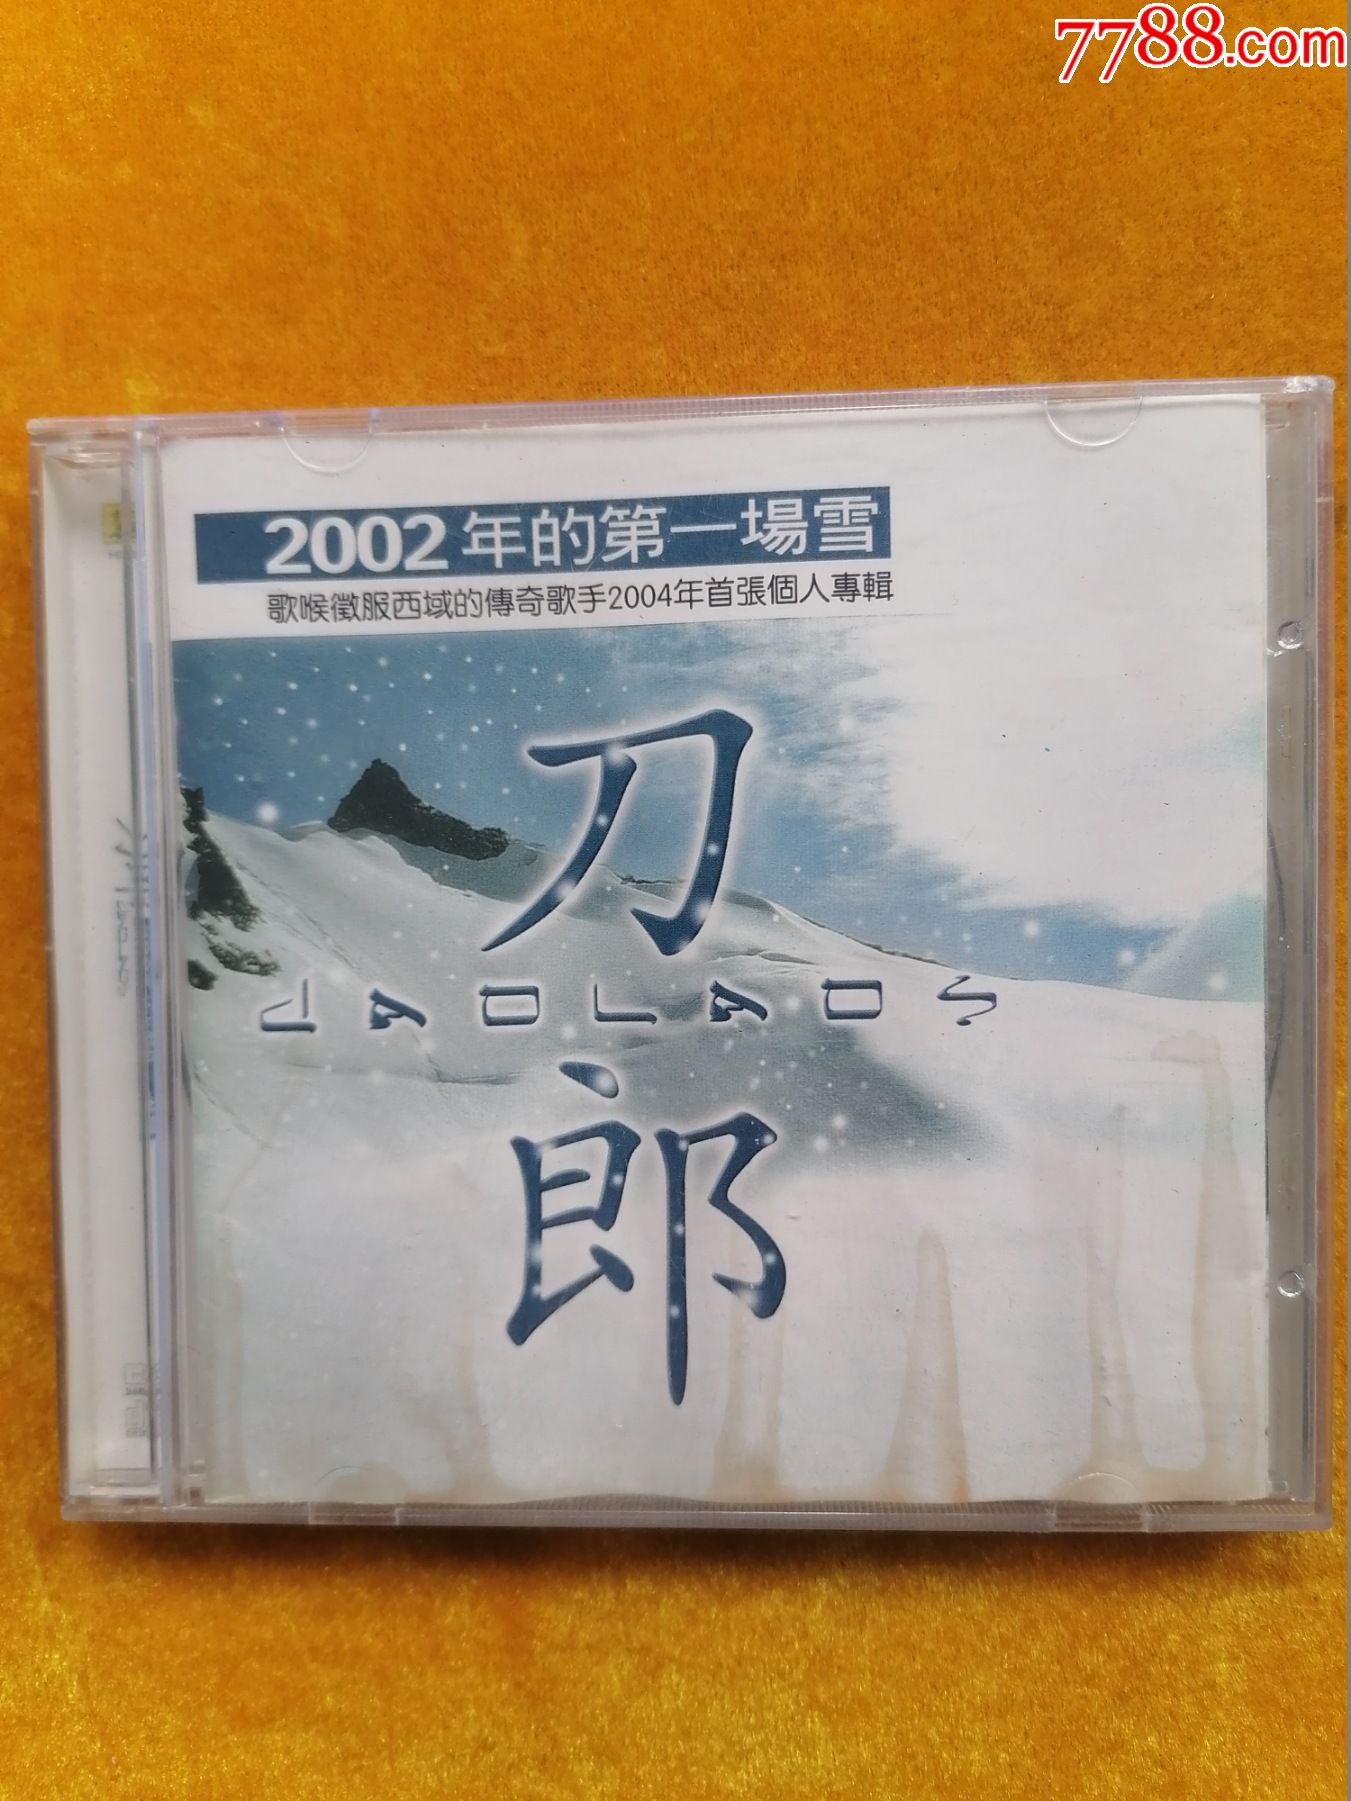 7788.com
2002年的第一場雪
歌喉徵服西域的傳奇歌手2004年首張個人專輯
刀
郎